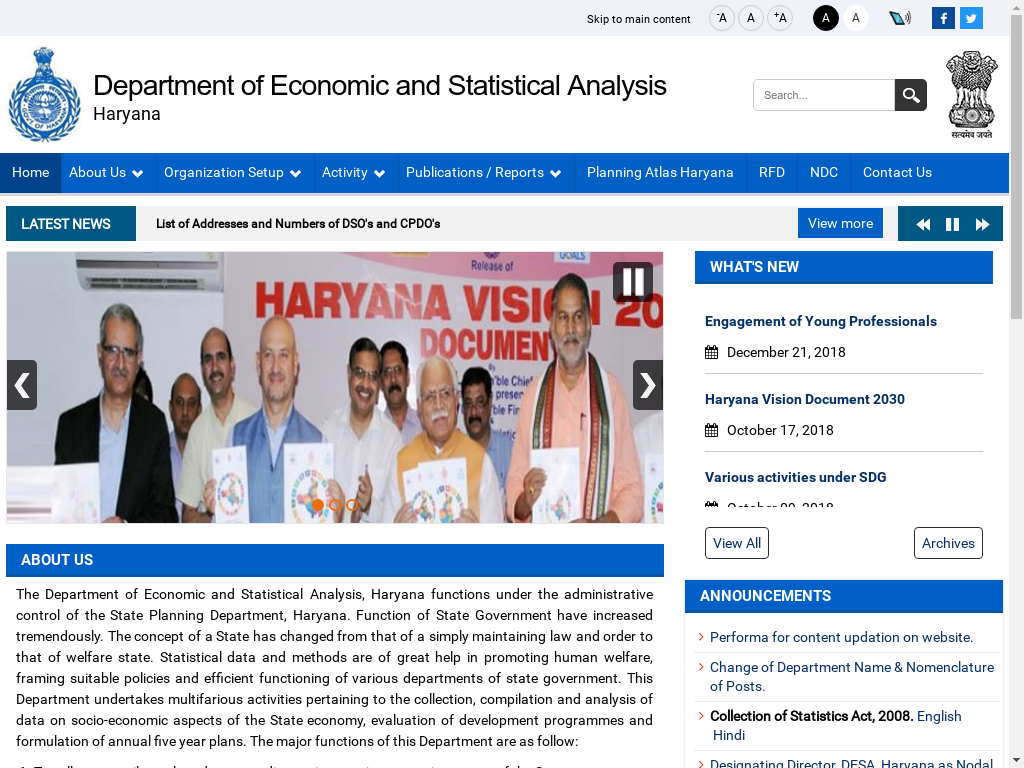 Skip to main content
-A A +A A A
Department of Economic and Statistical Analysis
Haryana
Search...
सत्यमेव जयते
Home About Us Organization Setup Activity Publications / Reports Planning Atlas Haryana RFD NDC Contact Us
LATEST NEWS
List of Addresses and Numbers of DSO's and CPDO's
View more
GOALS
Release of
HARYANA VISION 20
DOCUMEN
WHAT'S NEW
Engagement of Young Professionals
December 21, 2018
Haryana Vision Document 2030
October 17, 2018
Various activities under SDG
View All
Archives
ABOUT US
The Department of Economic and Statistical Analysis, Haryana functions under the administrative
control of the State Planning Department, Haryana. Function of State Government have increased
tremendously. The concept of a State has changed from that of a simply maintaining law and order to
that of welfare state. Statistical data and methods are of great help in promoting human welfare,
framing suitable policies and efficient functioning of various departments of state government. This
Department undertakes multifarious activities pertaining to the collection, compilation and analysis of
data on socio-economic aspects of the State economy, evaluation of development programmes and
formulation of annual five year plans. The major functions of this Department are as follow:
ANNOUNCEMENTS
Performa for content updation on website.
Change of Department Name & Nomenclature
of Posts.
Collection of Statistics Act, 2008. English
Hindi
Designating Director, DESA, Haryana as Nodal